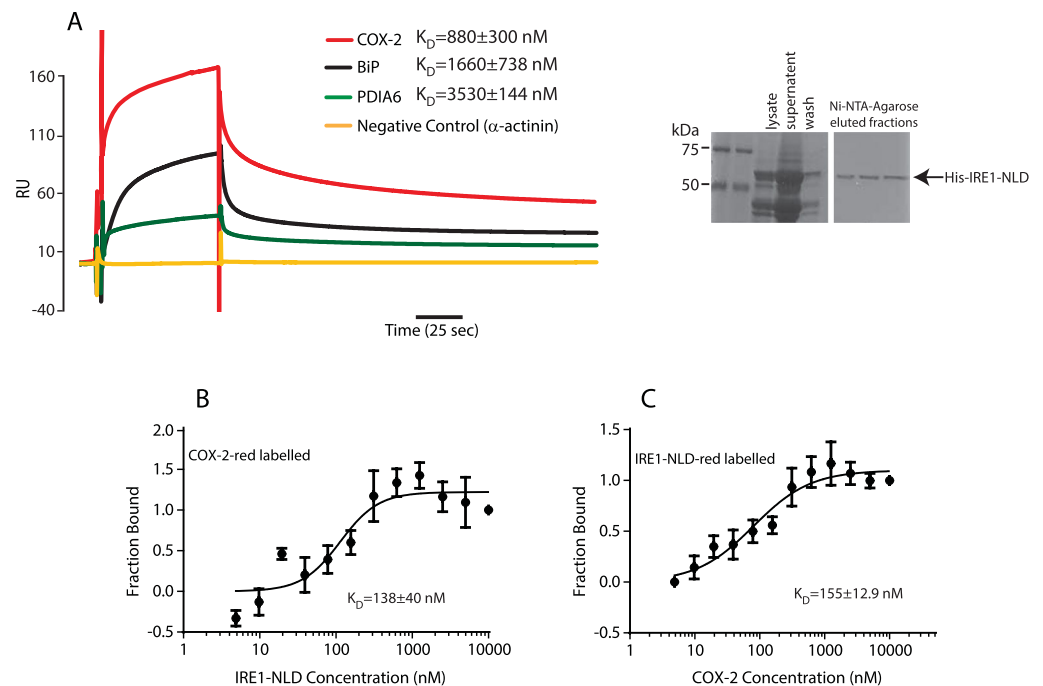 A
COX-2 KD=880±300 nM
BiP KD=1660±738 nM
PDIA6 KD=3530±144 nM
Negative Control (α-actinin)
RU
160
110
60
10
-40
Time (25 sec)
kDa
75
50
lysate
supernatent
wash
Ni-NTA-Agarose
eluted fractions
His-IRE1-NLD
B
COX-2-red labelled
Fraction Bound
2.0
1.5
1.0
0.5
0.0
-0.5
KD=138±40 nM
1 10 100 1000 10000
IRE1-NLD Concentration (nM)
C
IRE1-NLD-red labelled
Fraction Bound
1.5
1.0
0.5
0.0
-0.5
KD=155±12.9 nM
1 10 100 1000 10000
COX-2 Concentration (nM)